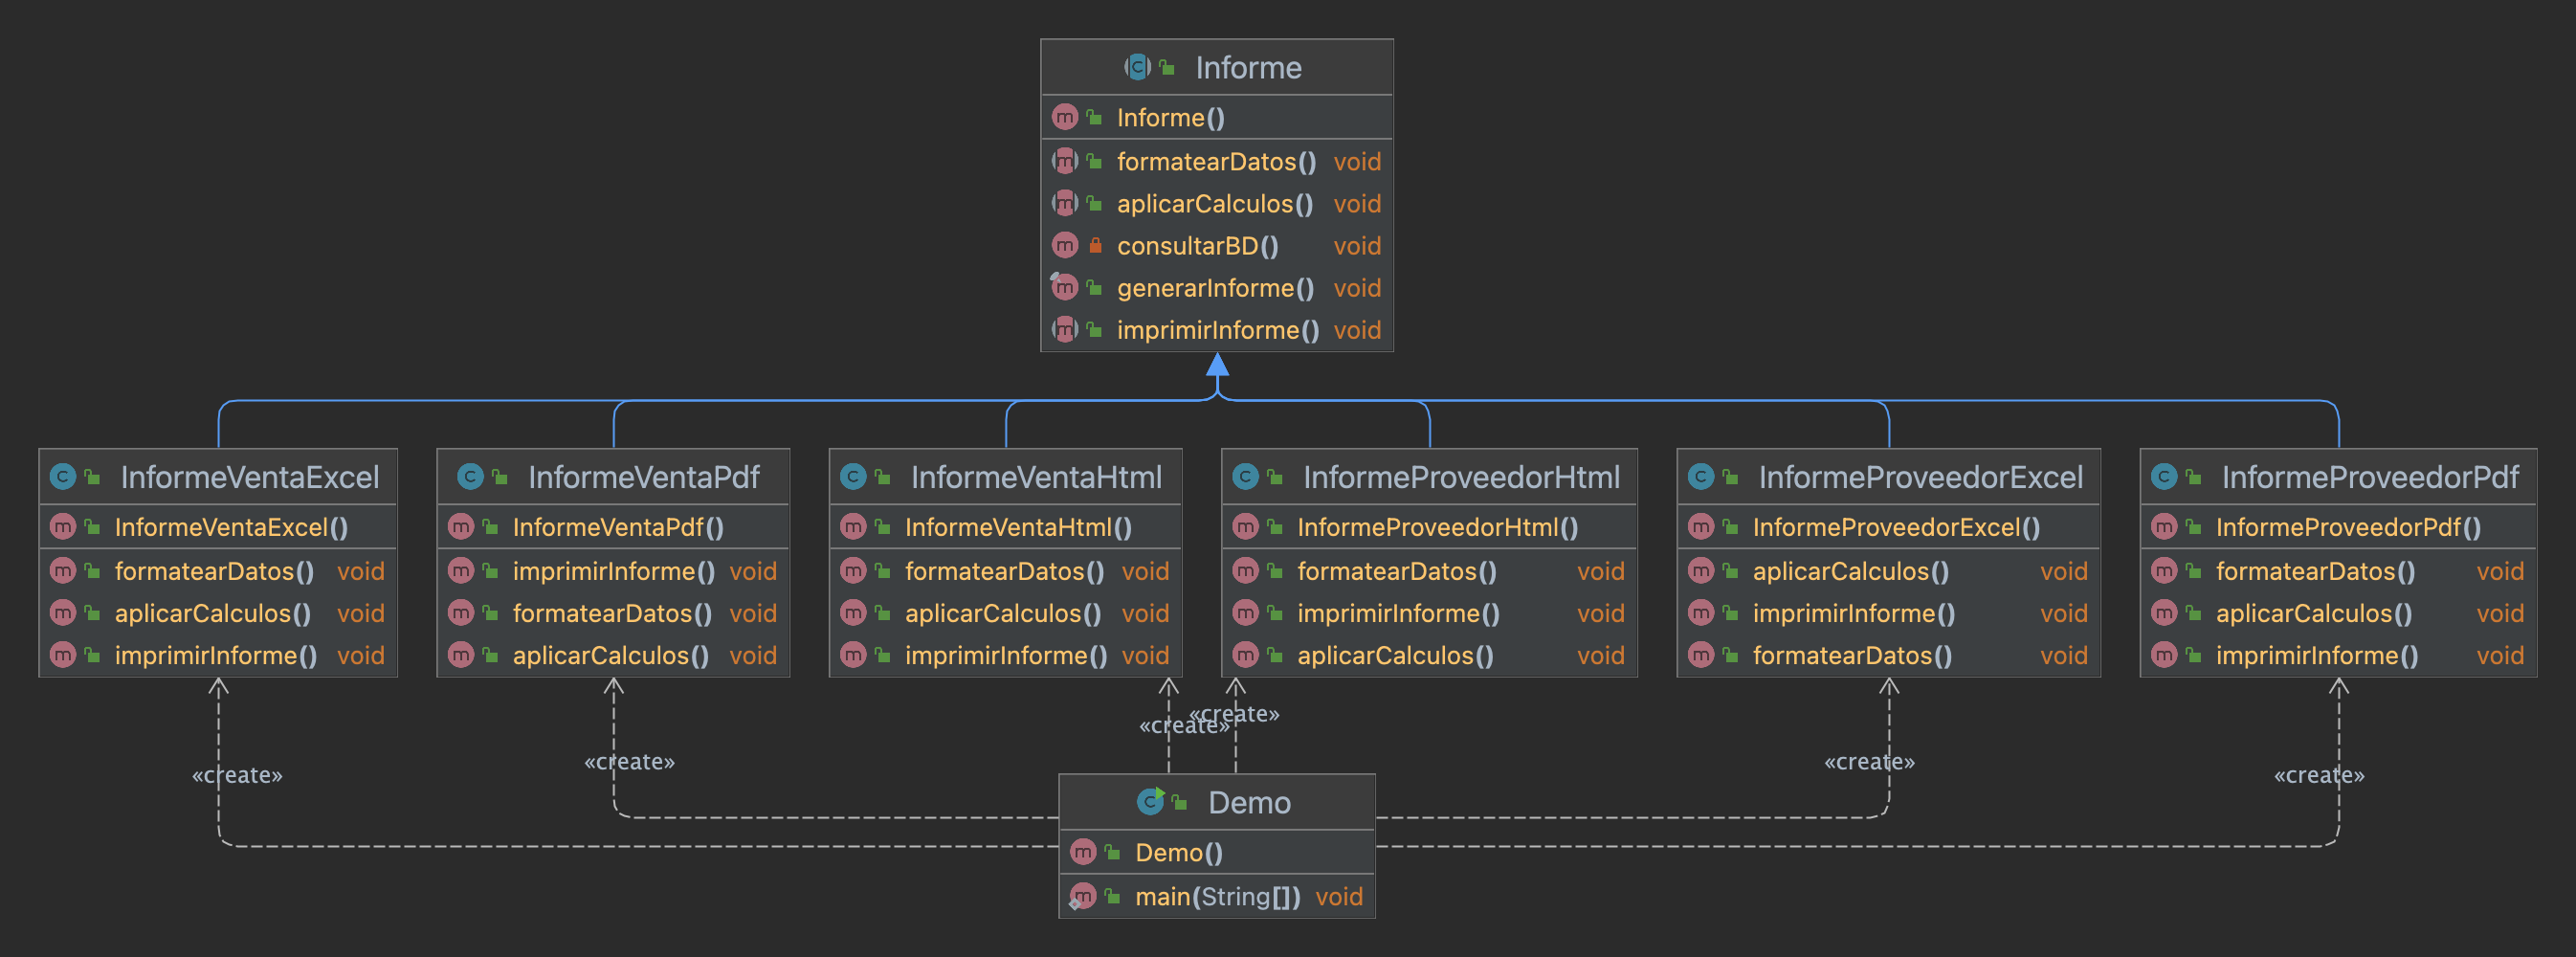 Informe
Informe()
formatearDatos() void
aplicarCalculos() void
consultarBD() void
generarInforme() void
imprimirInforme() void
InformeVentaExcel
InformeVentaExcel()
formatearDatos() void
aplicarCalculos() void
imprimirInforme() void
InformeVentaPdf
InformeVentaPdf()
imprimirInforme() void
formatearDatos() void
aplicarCalculos() void
InformeVentaHtml
InformeVentaHtml()
formatearDatos() void
aplicarCalculos() void
imprimirInforme() void
InformeProveedorHtml
InformeProveedorHtml()
formatearDatos() void
imprimirInforme() void
aplicarCalculos() void
InformeProveedorExcel
InformeProveedorExcel()
aplicarCalculos() void
imprimirInforme() void
formatearDatos() void
InformeProveedorPdf
InformeProveedorPdf()
formatearDatos() void
aplicarCalculos() void
imprimirInforme() void
«create»
«create»
«create»
«create»
«create»
«create»
Demo
Demo()
main(String[]) void